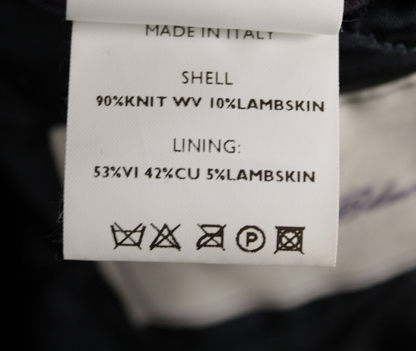 MADE IN ITALY
SHELL
90%KNIT WV 10%LAMBSKIN
LINING:
53%VI 42%CU 5%LAMBSKIN
P